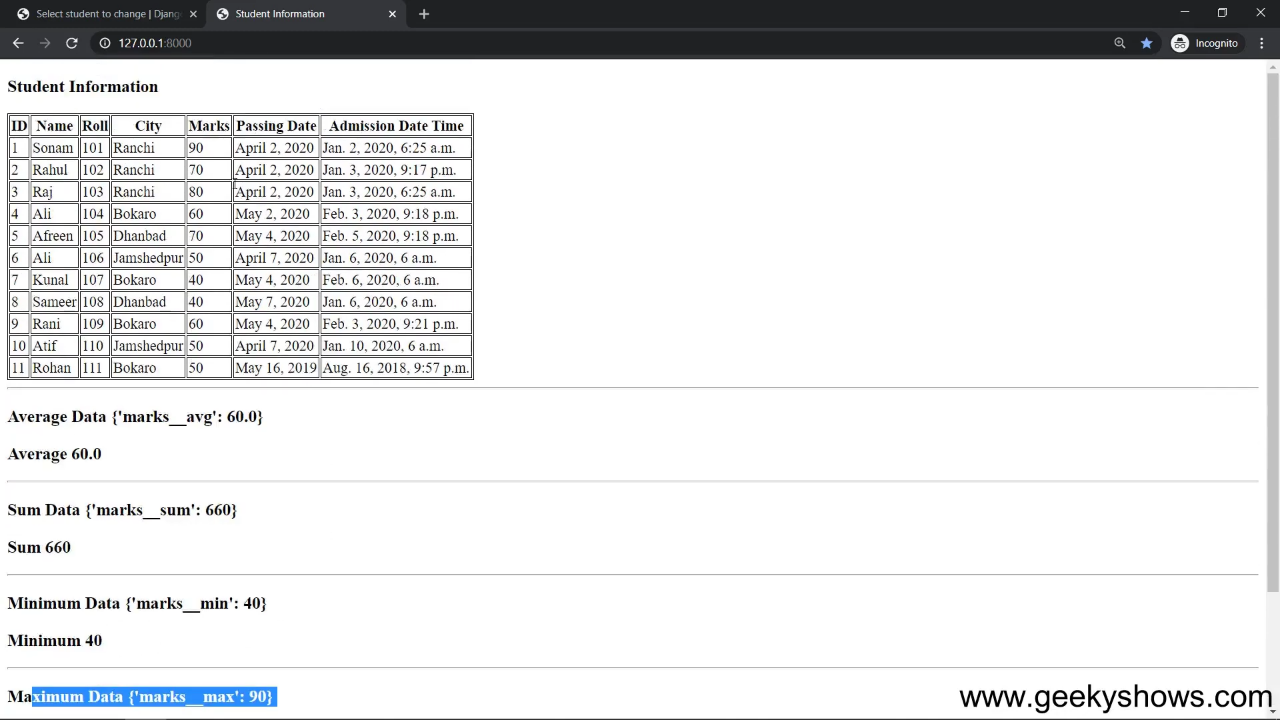 Select student to change | Djang
Student Information
127.0.0.1:8000
Incognito
Student Information
ID Name Roll City Marks Passing Date Admission Date Time
1 Sonam 101 Ranchi 90 April 2, 2020 Jan. 2, 2020, 6:25 a.m.
2 Rahul 102 Ranchi 70 April 2, 2020 Jan. 3, 2020, 9:17 p.m.
3 Raj 103 Ranchi 80 April 2, 2020 Jan. 3, 2020, 6:25 a.m.
4 Ali 104 Bokaro 60 May 2, 2020 Feb. 3, 2020, 9:18 p.m.
5 Afreen 105 Dhanbad 70 May 4, 2020 Feb. 5, 2020, 9:18 p.m.
6 Ali 106 Jamshedpur 50 April 7, 2020 Jan. 6, 2020, 6 a.m.
7 Kunal 107 Bokaro 40 May 4, 2020 Feb. 6, 2020, 6 a.m.
8 Sameer 108 Dhanbad 40 May 7, 2020 Jan. 6, 2020, 6 a.m.
9 Rani 109 Bokaro 60 May 4, 2020 Feb. 3, 2020, 9:21 p.m.
10 Atif 110 Jamshedpur 50 April 7, 2020 Jan. 10, 2020, 6 a.m.
11 Rohan 111 Bokaro 50 May 16, 2019 Aug. 16, 2018, 9:57 p.m.
Average Data {'marks__avg': 60.0}
Average 60.0
Sum Data {'marks__sum': 660}
Sum 660
Minimum Data {'marks__min': 40}
Minimum 40
Maximum Data {'marks__max': 90}
www.geekyshows.com